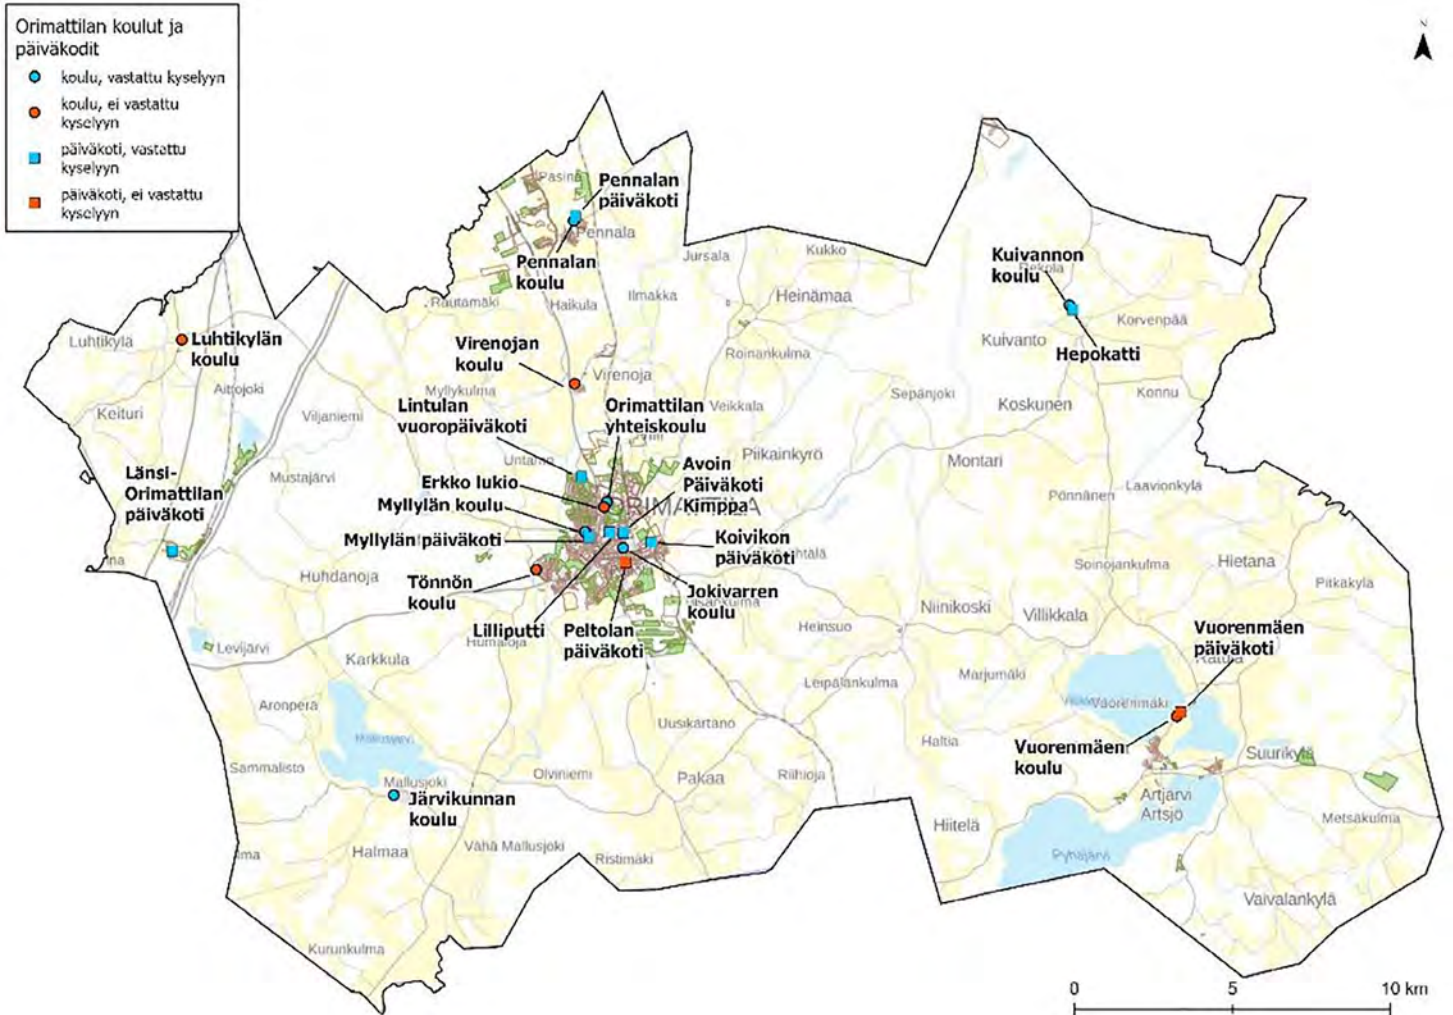 Orimattilan koulut ja
päiväkodit
koulu, vastattu kyselyyn
koulu, ei vastattu
kyselyyn
päiväkoti, vastattu
kyselyyn
päiväkoti, ei vastattu
kyselyyn
N
Pasina
Pennalan
päiväkoti
Pennala
Pennalan
koulu
Jursala
Kukko
Kuivannon
koulu
Rautamäki
Haikula
Ilmakka
Heinämaa
Korvenpää
Luhtikylä
Luhtikylän
koulu
Virenojan
koulu
Kuivanto
Hepokatti
Roinankulma
Virenoja
Aitrojoki
Myllykulma
Sepänjoki
Konnu
Keituri
Viljaniemi
Lintulan
vuoropäiväkoti
Orimattilan
yhteiskoulu
Veikkala
Koskunen
Piikainkyrö
Länsi-
Orimattilan
päiväkoti
Mustajärvi
Untamo
Avoin
Päiväkoti
Kimppa
Montari
Erkko lukio
Myllylän koulu
ORIMATTILA
Pönnänen
Laavionkylä
Myllylän päiväkoti
Koivikon
päiväkoti
Huhdanoja
Tönnön
koulu
Jokivarren
koulu
Soinojankulma
Hietana
Pitkäkylä
Niinikoski
Villikkala
Lilliputti
Peltolan
päiväkoti
Heinsuo
Vuorenmäen
päiväkoti
Levijärvi
Karkkula
Humaloja
Ratula
Leipälänkulma
Marjumäki
Aronpera
Vuorenmäki
Uusikartano
Haltia
Vuorenmäen
koulu
Suurikylä
Mallusjärvi
Sammalisto
Mallusjoki
Olviniemi
Pakaa
Riihioja
Järvikunnan
koulu
Artjärvi
Artsjö
Hiitelä
Metsäkulma
Halmaa
Vähä Mallusjoki
Ristimäki
Pyhäjärvi
Vaivalankylä
Kurunkulma
0 5 10 km